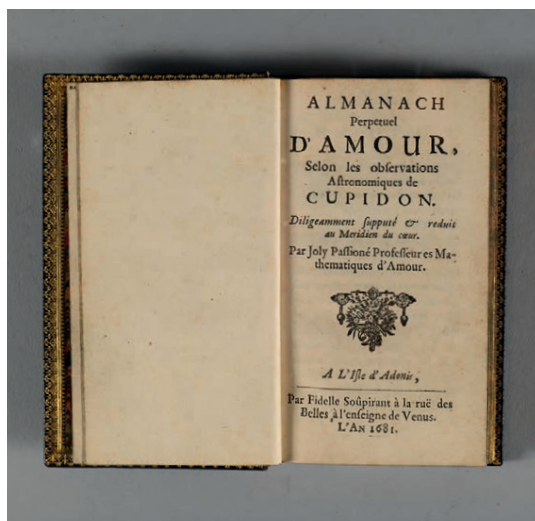 ALMANACH
Perpetuel
D'AMOUR,
Selon les obſervations
Aſtronomiques de
CUPIDON.
Diligeamment ſupputé & reduit
au Meridien du cœur.
Par Joly Paſſioné Profeſſeur es Ma-
thematiques d'Amour.
A L'Iſle d'Adonis,
Par Fidelle Soûpirant à la ruë des
Belles, à l'enſeigne de Venus.
L'AN 1681.